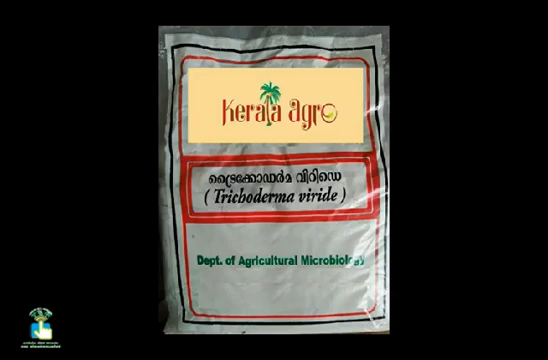 Kerala Agro
ട്രൈക്കോഡർമ വിറിഡെ
( Trichoderma viride )
Dept. of Agricultural Microbiology